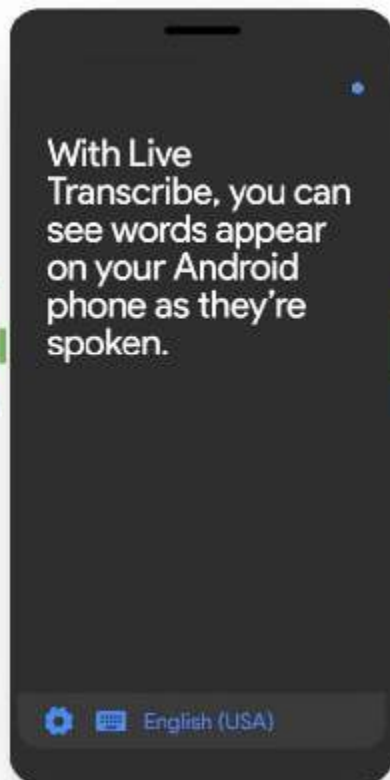 With Live
Transcribe, you can
see words appear
on your Android
phone as they're
spoken.
English (USA)